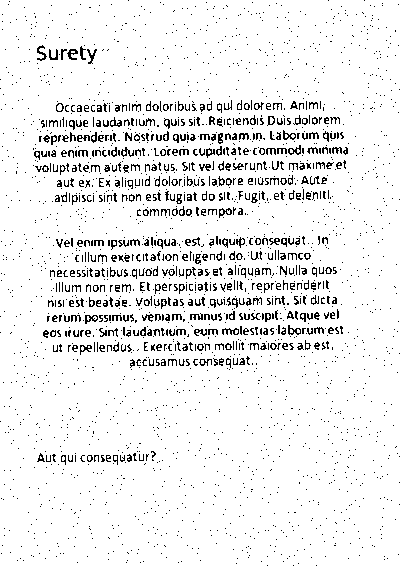 Surety
Occaecati anim doloribus ad qui dolorem. Animi,
similique laudantium, quis sit. Reiciendis Duis dolorem
reprehenderit. Nostrud quia magnam in. Laborum quis
quia enim incididunt. Lorem cupiditate commodi minima
voluptatem autem natus. Sit vel deserunt Ut maxime et
aut ex. Ex aliquid doloribus labore eiusmod. Aute
adipisci sint non est fugiat do sit. Fugit, et deleniti
commodo tempora.
Vel enim ipsum aliqua, est, aliquip consequat. In
cillum exercitation eligendi do. Ut ullamco
necessitatibus quod voluptas et aliquam. Nulla quos
illum non rem. Et perspiciatis velit, reprehenderit
nisi est beatae. Voluptas aut quisquam sint. Sit dicta
rerum possimus, veniam, minus id suscipit. Atque vel
eos irure. Sint laudantium, eum molestias laborum est
ut repellendus. Exercitation mollit maiores ab est,
accusamus consequat.
Aut qui consequatur?